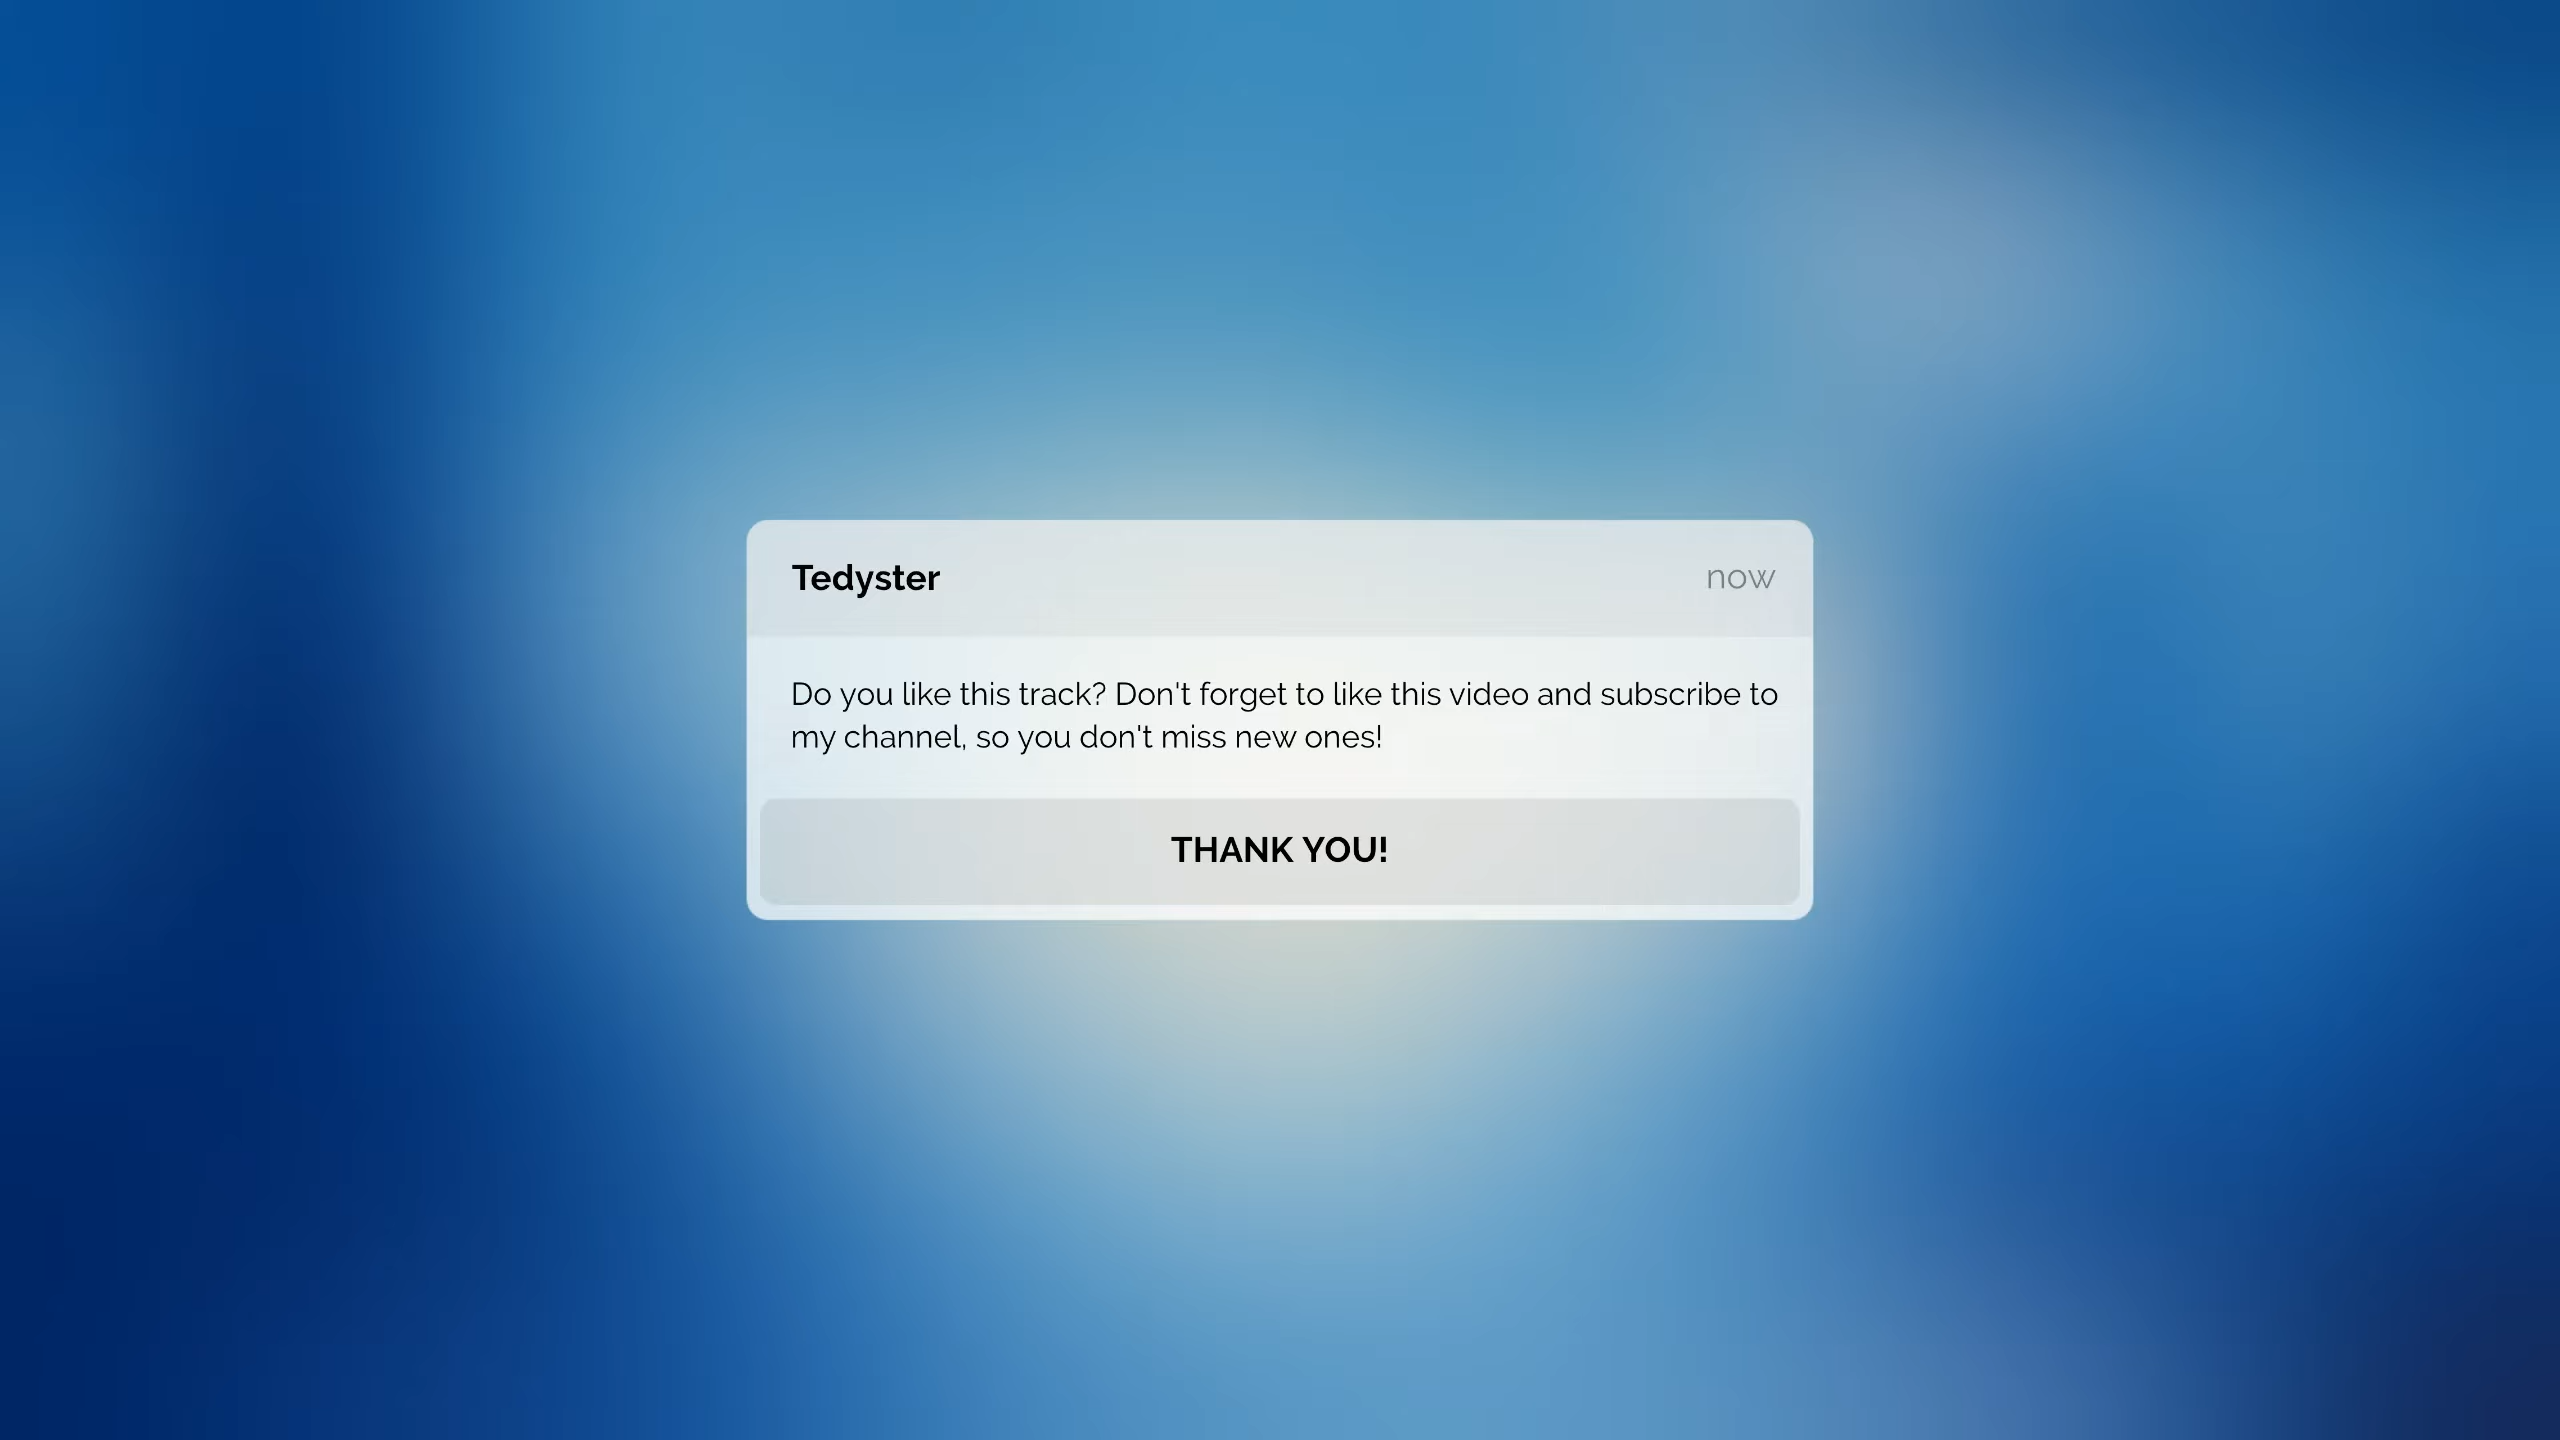 Tedyster
now
Do you like this track? Don't forget to like this video and subscribe to
my channel, so you don't miss new ones!
THANK YOU!